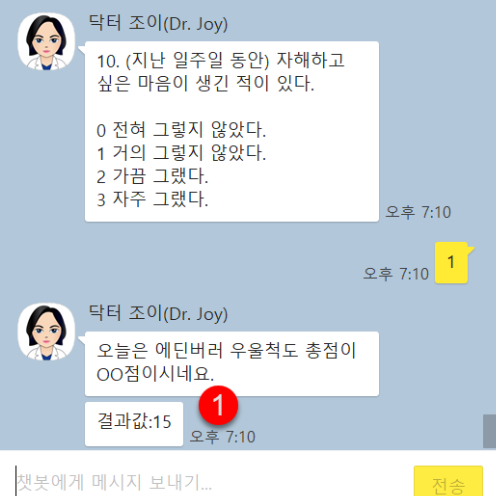 닥터 조이(Dr. Joy)
10. (지난 일주일 동안) 자해하고
싶은 마음이 생긴 적이 있다.
0 전혀 그렇지 않았다.
1 거의 그렇지 않았다.
2 가끔 그랬다.
3 자주 그랬다.
오후 7:10
오후 7:10
1
닥터 조이(Dr. Joy)
오늘은 에딘버러 우울척도 총점이
OO점이시네요.
1
결과값:15
오후 7:10
챗봇에게 메시지 보내기...
전송